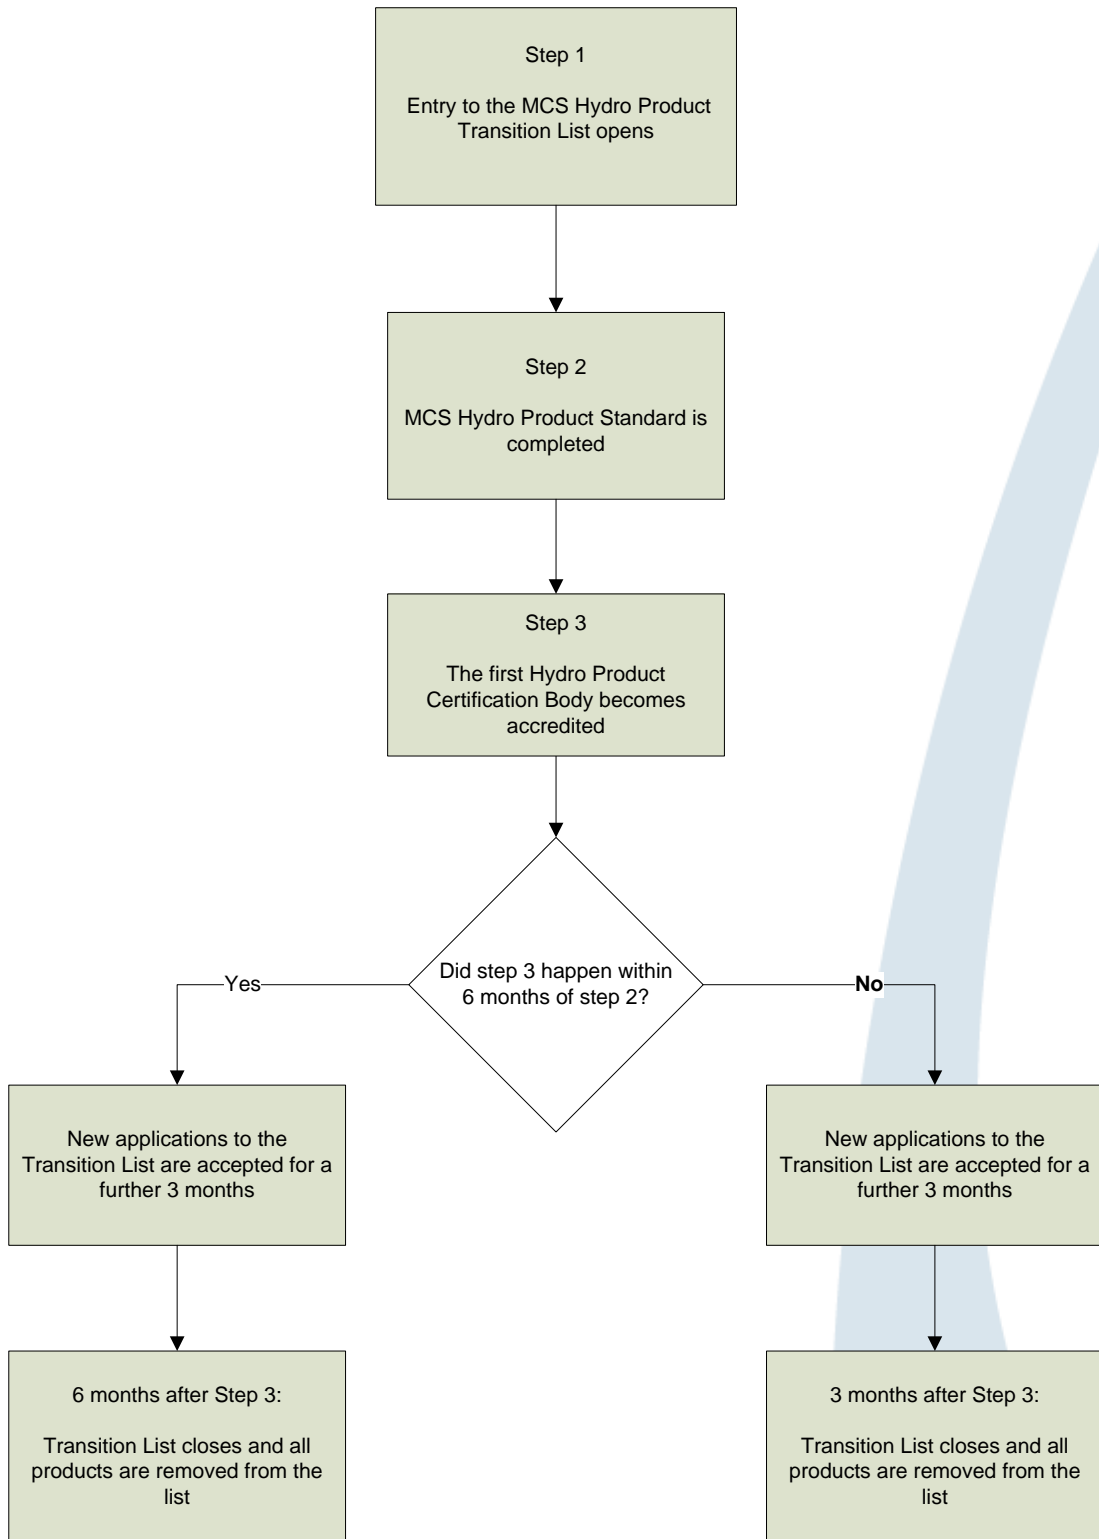 Step 1
Entry to the MCS Hydro Product
Transition List opens
Step 2
MCS Hydro Product Standard is
completed
Step 3
The first Hydro Product
Certification Body becomes
accredited
Did step 3 happen within
6 months of step 2?
Yes
No
New applications to the
Transition List are accepted for a
further 3 months
New applications to the
Transition List are accepted for a
further 3 months
6 months after Step 3:
Transition List closes and all
products are removed from the
list
3 months after Step 3:
Transition List closes and all
products are removed from the
list